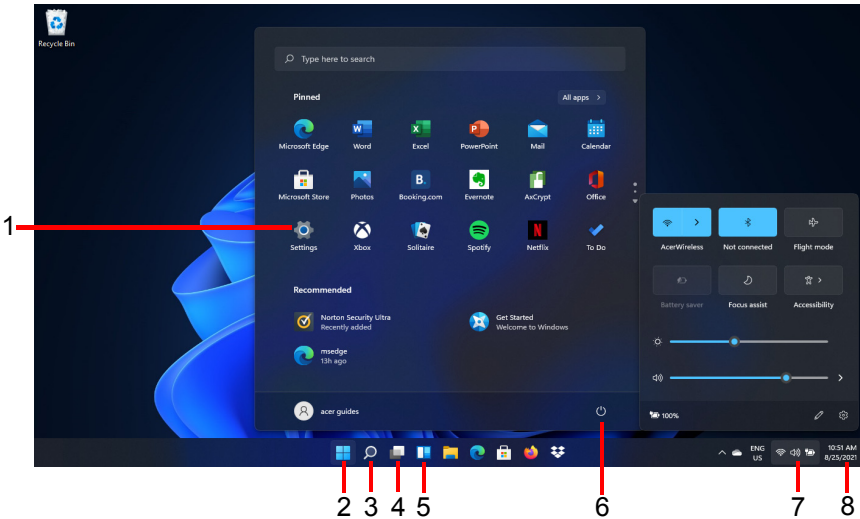 Recycle Bin
Type here to search
Pinned
All apps >
Microsoft Edge Word Excel PowerPoint Mail Calendar
B.
Microsoft Store Photos Booking.com Evernote AxCrypt Office
1
Settings Xbox Solitaire Spotify Netflix To Do
AcerWireless Not connected Flight mode
Battery saver Focus assist Accessibility
Recommended
Norton Security Ultra
Recently added
Get Started
Welcome to Windows
msedge
13h ago
acer guides
100%
ENG
US
10:51 AM
8/25/2021
2 3 4 5 6 7 8